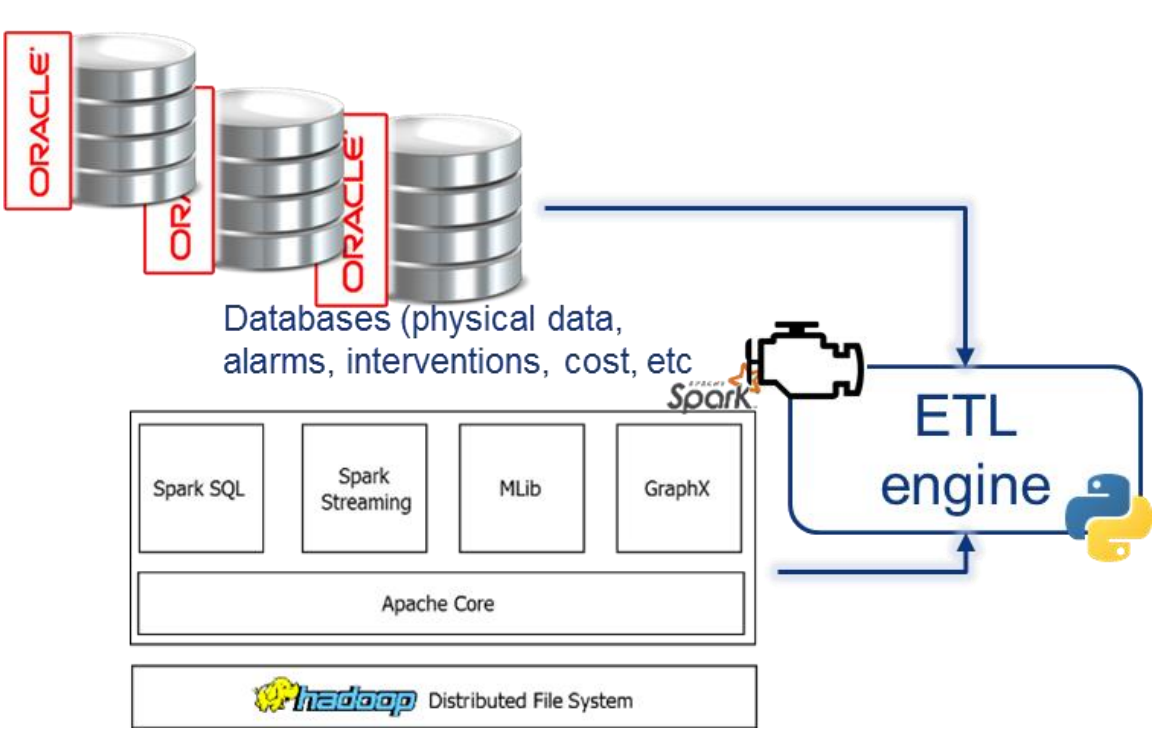 ORACLE
ORA
ORACLE
Databases (physical data,
alarms, interventions, cost, etc
APACHE
Spark
ETL
engine
Spark SQL
Spark
Streaming
MLib
GraphX
Apache Core
hadoop Distributed File System